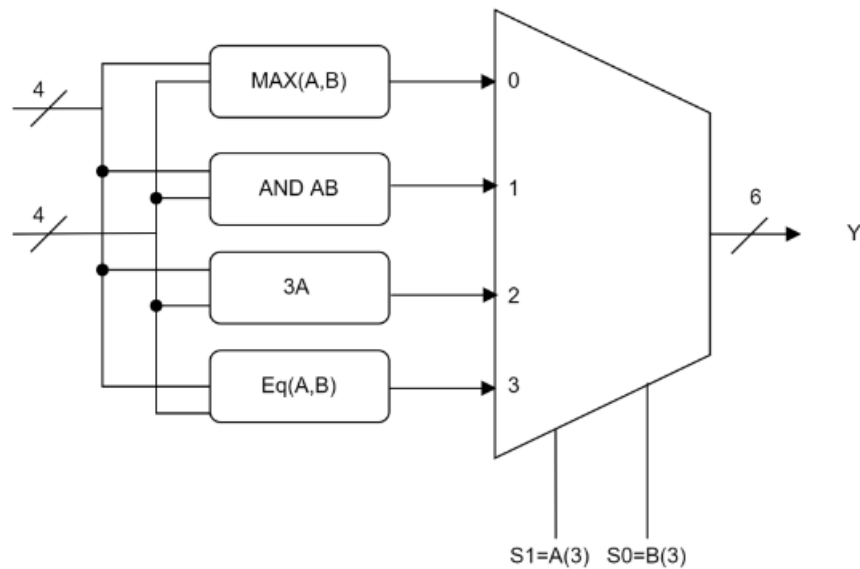 4
4
MAX(A,B)
AND AB
3A
Eq(A,B)
0
1
2
3
6
Y
S1=A(3) S0=B(3)